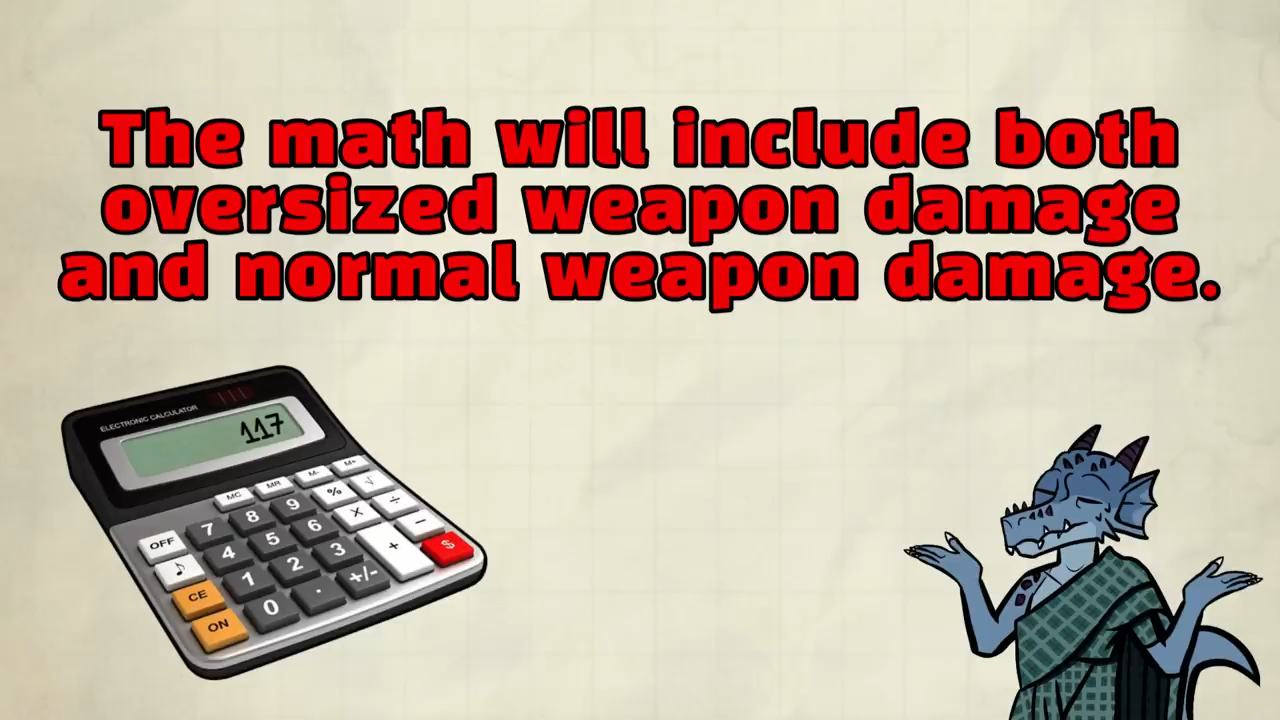 The math will include both
oversized weapon damage
and normal weapon damage.
ELECTRONIC CALCULATOR
117
MC MR M- M+
7 8 9 % √
OFF 4 5 6 X ÷
♪ 1 2 3 + −
CE 0 . +/- $
ON